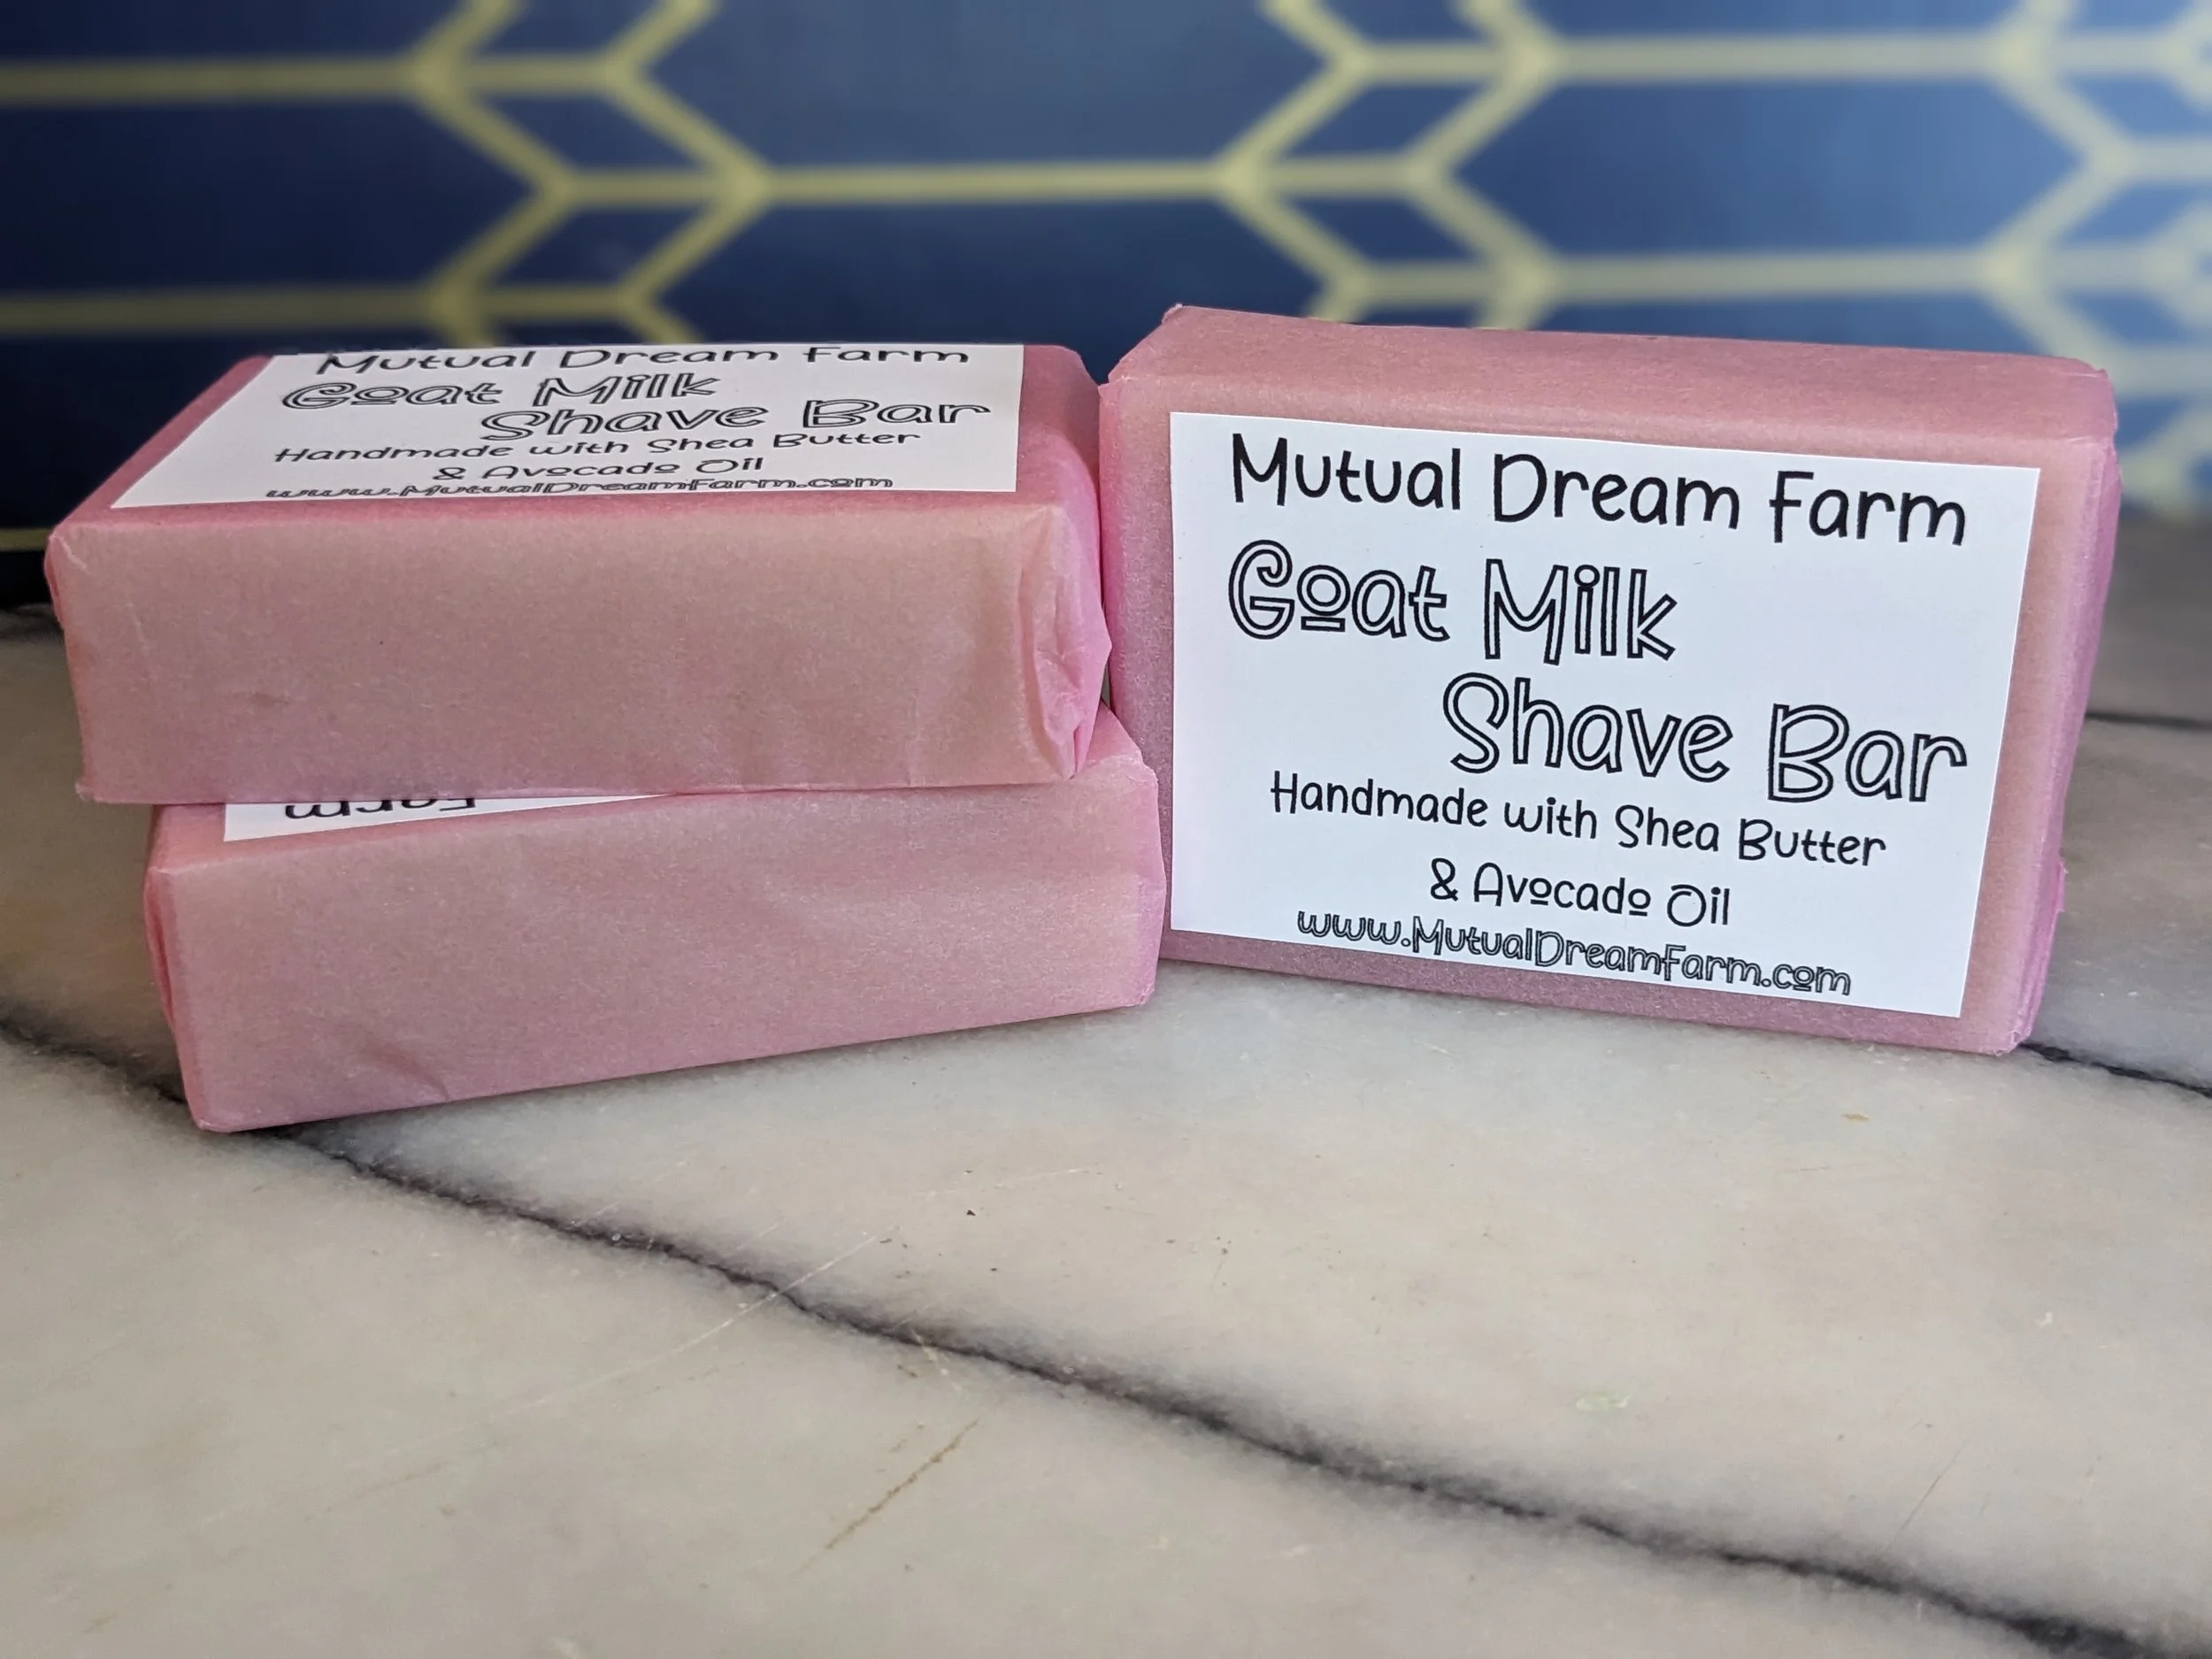 Mutual Dream Farm
Goat Milk
Shave Bar
Handmade with Shea Butter
& Avocado Oil
www.MutualDreamFarm.com
Farm
Mutual Dream Farm
Goat Milk
Shave Bar
Handmade with Shea Butter
& Avocado Oil
www.MutualDreamFarm.com